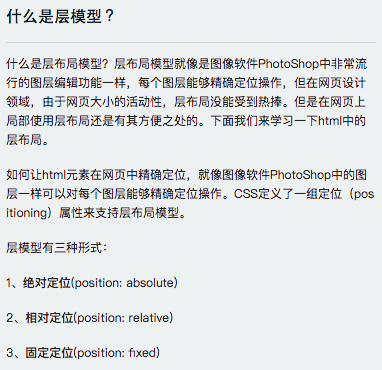 什么是层模型？
什么是层布局模型？层布局模型就像是图像软件PhotoShop中非常流
行的图层编辑功能一样，每个图层能够精确定位操作，但在网页设计
领域，由于网页大小的活动性，层布局没能受到热捧。但是在网页上
局部使用层布局还是有其方便之处的。下面我们来学习一下html中的
层布局。
如何让html元素在网页中精确定位，就像图像软件PhotoShop中的图
层一样可以对每个图层能够精确定位操作。CSS定义了一组定位（pos
itioning）属性来支持层布局模型。
层模型有三种形式：
1、绝对定位(position: absolute)
2、相对定位(position: relative)
3、固定定位(position: fixed)